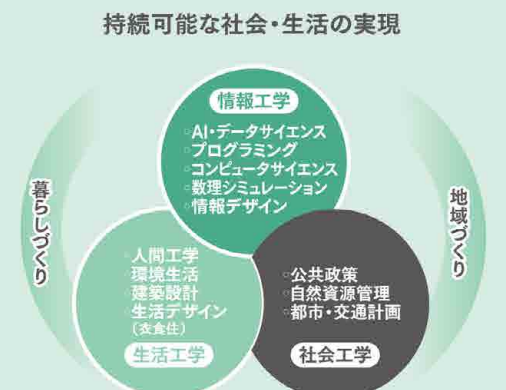 持続可能な社会・生活の実現
情報工学
◦AI・データサイエンス
◦プログラミング
◦コンピュータサイエンス
◦数理シミュレーション
◦情報デザイン
暮らしづくり
地域づくり
◦人間工学
◦環境生活
◦建築設計
◦生活デザイン
(衣食住)
生活工学
◦公共政策
◦自然資源管理
◦都市・交通計画
社会工学